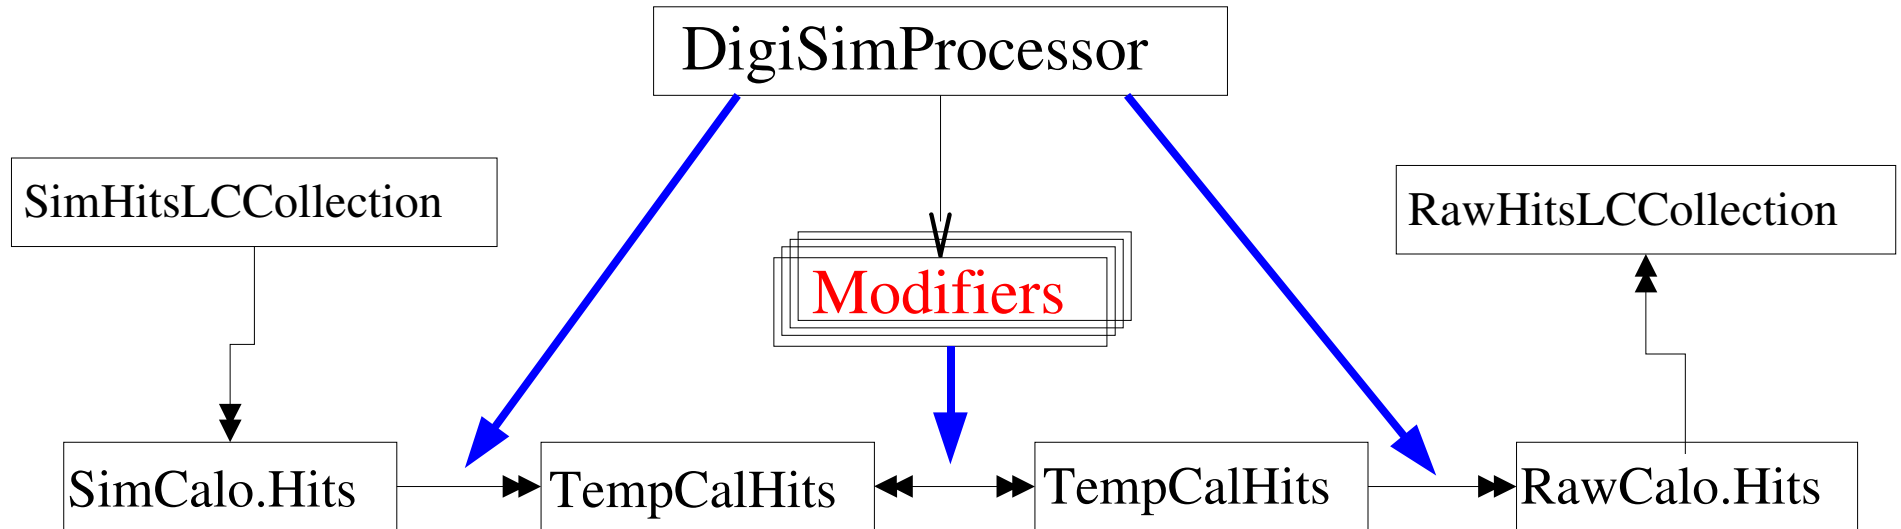 DigiSimProcessor
SimHitsLCCollection
RawHitsLCCollection
Modifiers
SimCalo.Hits
TempCalHits
TempCalHits
RawCalo.Hits